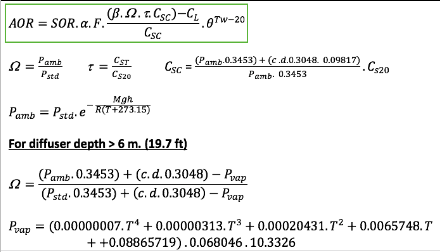 AOR = SOR.α.F. (β.Ω.τ.C_SC)−C_L / C_SC .θ^Tw−20
Ω = P_amb / P_std    τ = C_ST / C_S20    C_SC = (P_amb.0.3453)+(c.d.0.3048. 0.09817) / P_amb. 0.3453 .C_s20
P_amb = P_std.e^− Mgh / R(T+273.15)
For diffuser depth > 6 m. (19.7 ft)
Ω = (P_amb.0.3453) + (c.d.0.3048) − P_vap / (P_std.0.3453) + (c.d.0.3048) − P_vap
P_vap = (0.00000007.T^4 + 0.00000313.T^3 + 0.00020431.T^2 + 0.0065748.T
+ +0.08865719).0.068046.10.3326